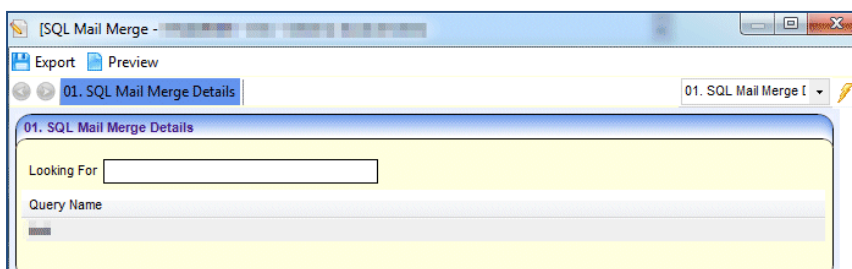 [SQL Mail Merge -
Export Preview
01. SQL Mail Merge Details 01. SQL Mail Merge
01. SQL Mail Merge Details
Looking For
Query Name